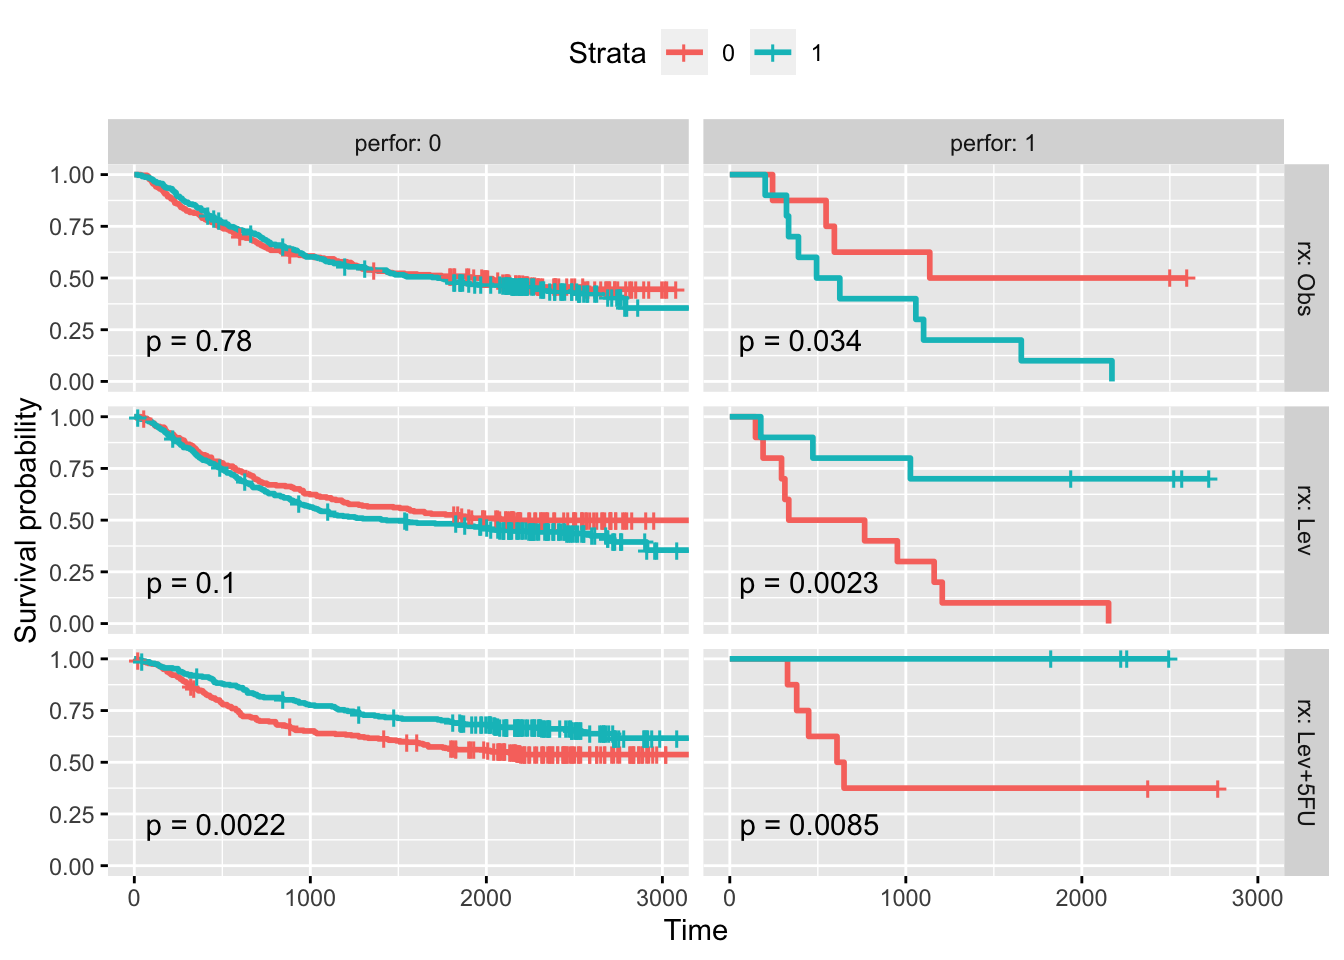 Strata 0 1
perfor: 0 perfor: 1
1.00
0.75
0.50
0.25
0.00
p = 0.78
p = 0.034
rx: Obs
Survival probability
1.00
0.75
0.50
0.25
0.00
p = 0.1
p = 0.0023
rx: Lev
1.00
0.75
0.50
0.25
0.00
p = 0.0022
p = 0.0085
rx: Lev+5FU
0 1000 2000 3000 0 1000 2000 3000
Time